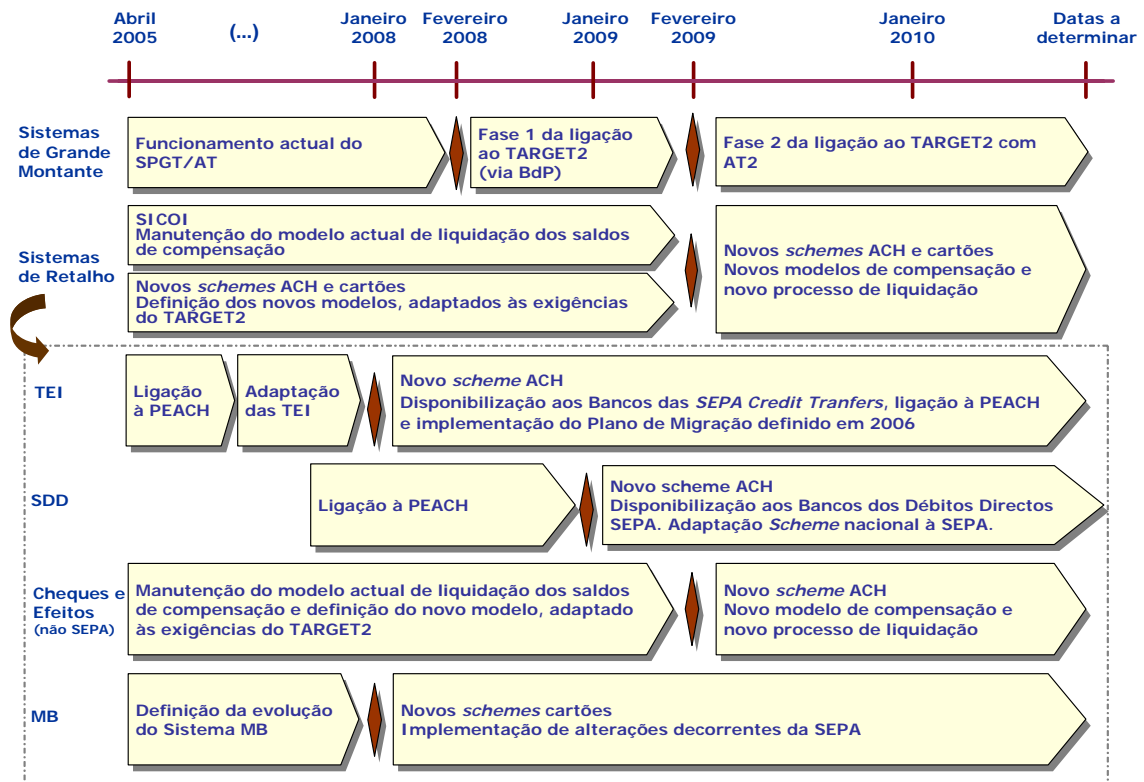 Abril
2005
(...)
Janeiro
2008
Fevereiro
2008
Janeiro
2009
Fevereiro
2009
Janeiro
2010
Datas a
determinar
Sistemas
de Grande
Montante
Funcionamento actual do
SPGT/AT
Fase 1 da ligação
ao TARGET2
(via BdP)
Fase 2 da ligação ao TARGET2 com
AT2
Sistemas
de Retalho
SICOI
Manutenção do modelo actual de liquidação dos saldos
de compensação
Novos schemes ACH e cartões
Definição dos novos modelos, adaptados às exigências
do TARGET2
Novos schemes ACH e cartões
Novos modelos de compensação e
novo processo de liquidação
TEI
Ligação
à PEACH
Adaptação
das TEI
Novo scheme ACH
Disponibilização aos Bancos das SEPA Credit Tranfers, ligação à PEACH
e implementação do Plano de Migração definido em 2006
SDD
Ligação à PEACH
Novo scheme ACH
Disponibilização aos Bancos dos Débitos Directos
SEPA. Adaptação Scheme nacional à SEPA.
Cheques e
Efeitos
(não SEPA)
Manutenção do modelo actual de liquidação dos saldos
de compensação e definição do novo modelo, adaptado
às exigências do TARGET2
Novo scheme ACH
Novo modelo de compensação e
novo processo de liquidação
MB
Definição da evolução
do Sistema MB
Novos schemes cartões
Implementação de alterações decorrentes da SEPA